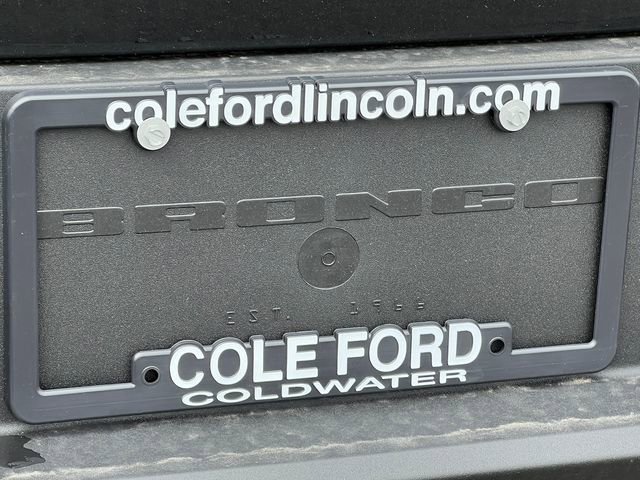 colefordlincoln.com
BRONCO
EST. 1966
COLE FORD
COLDWATER